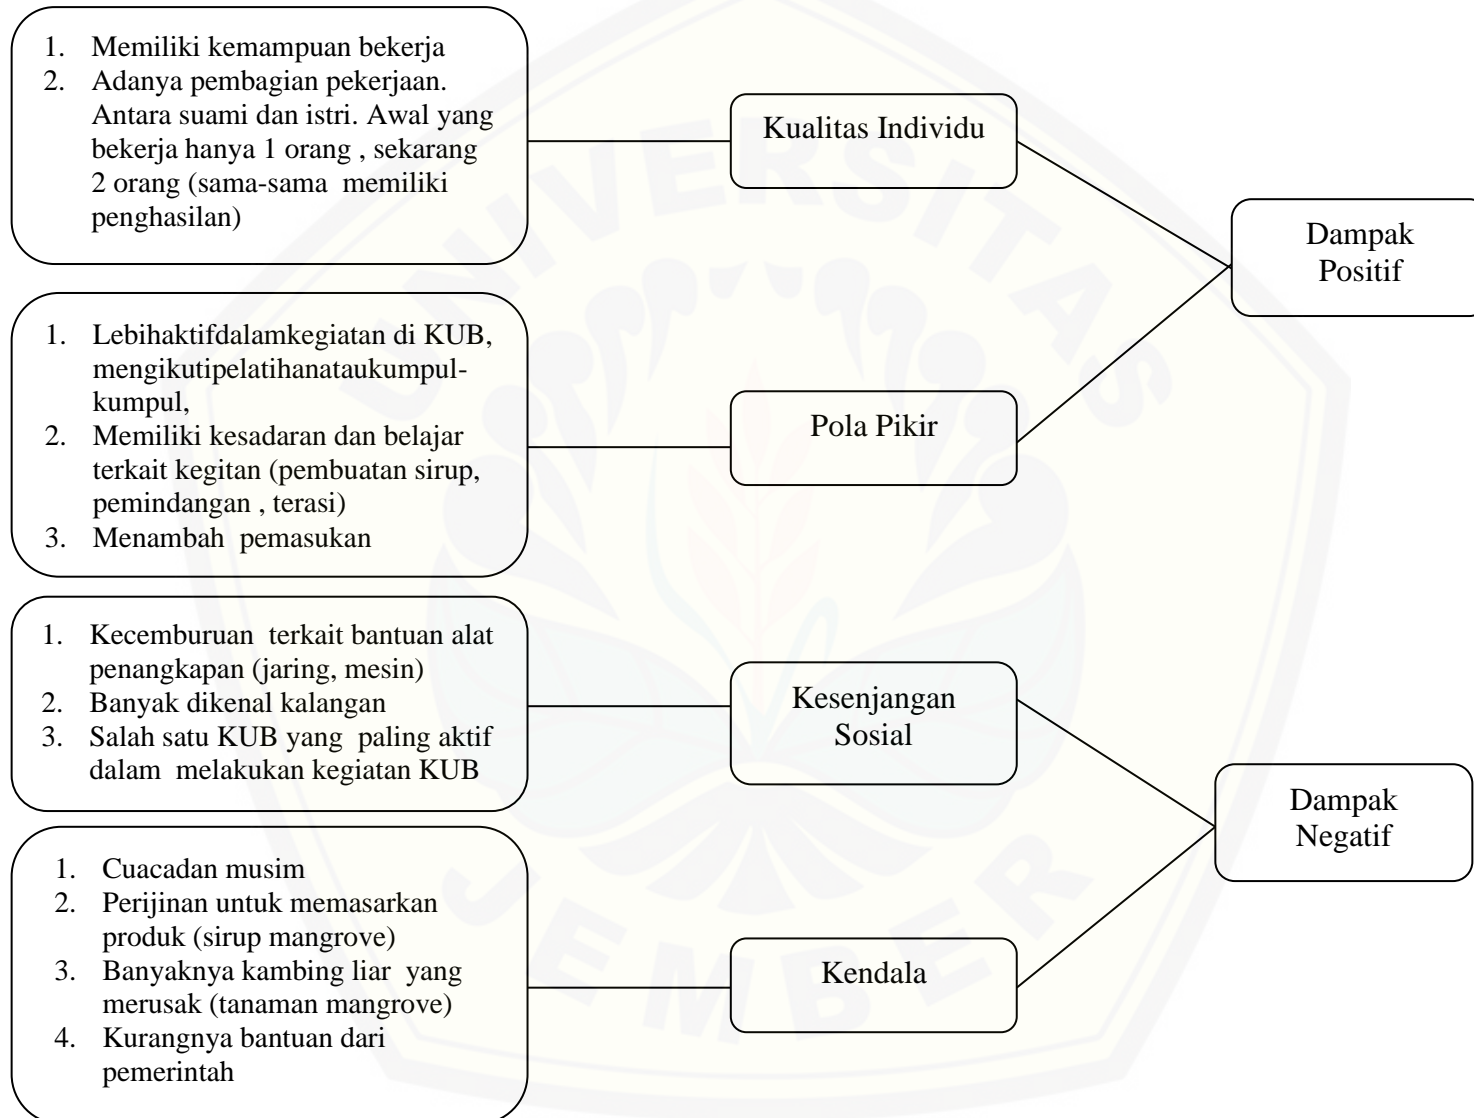 1. Memiliki kemampuan bekerja
2. Adanya pembagian pekerjaan.
Antara suami dan istri. Awal yang
bekerja hanya 1 orang , sekarang
2 orang (sama-sama memiliki
penghasilan)
Kualitas Individu
Dampak
Positif
1. Lebihaktifdalamkegiatan di KUB,
mengikutipelatihanataukumpul-
kumpul,
2. Memiliki kesadaran dan belajar
terkait kegitan (pembuatan sirup,
pemindangan , terasi)
3. Menambah pemasukan
Pola Pikir
1. Kecemburuan terkait bantuan alat
penangkapan (jaring, mesin)
2. Banyak dikenal kalangan
3. Salah satu KUB yang paling aktif
dalam melakukan kegiatan KUB
Kesenjangan
Sosial
Dampak
Negatif
1. Cuacadan musim
2. Perijinan untuk memasarkan
produk (sirup mangrove)
3. Banyaknya kambing liar yang
merusak (tanaman mangrove)
4. Kurangnya bantuan dari
pemerintah
Kendala
UNIVERSITAS
JEMBER